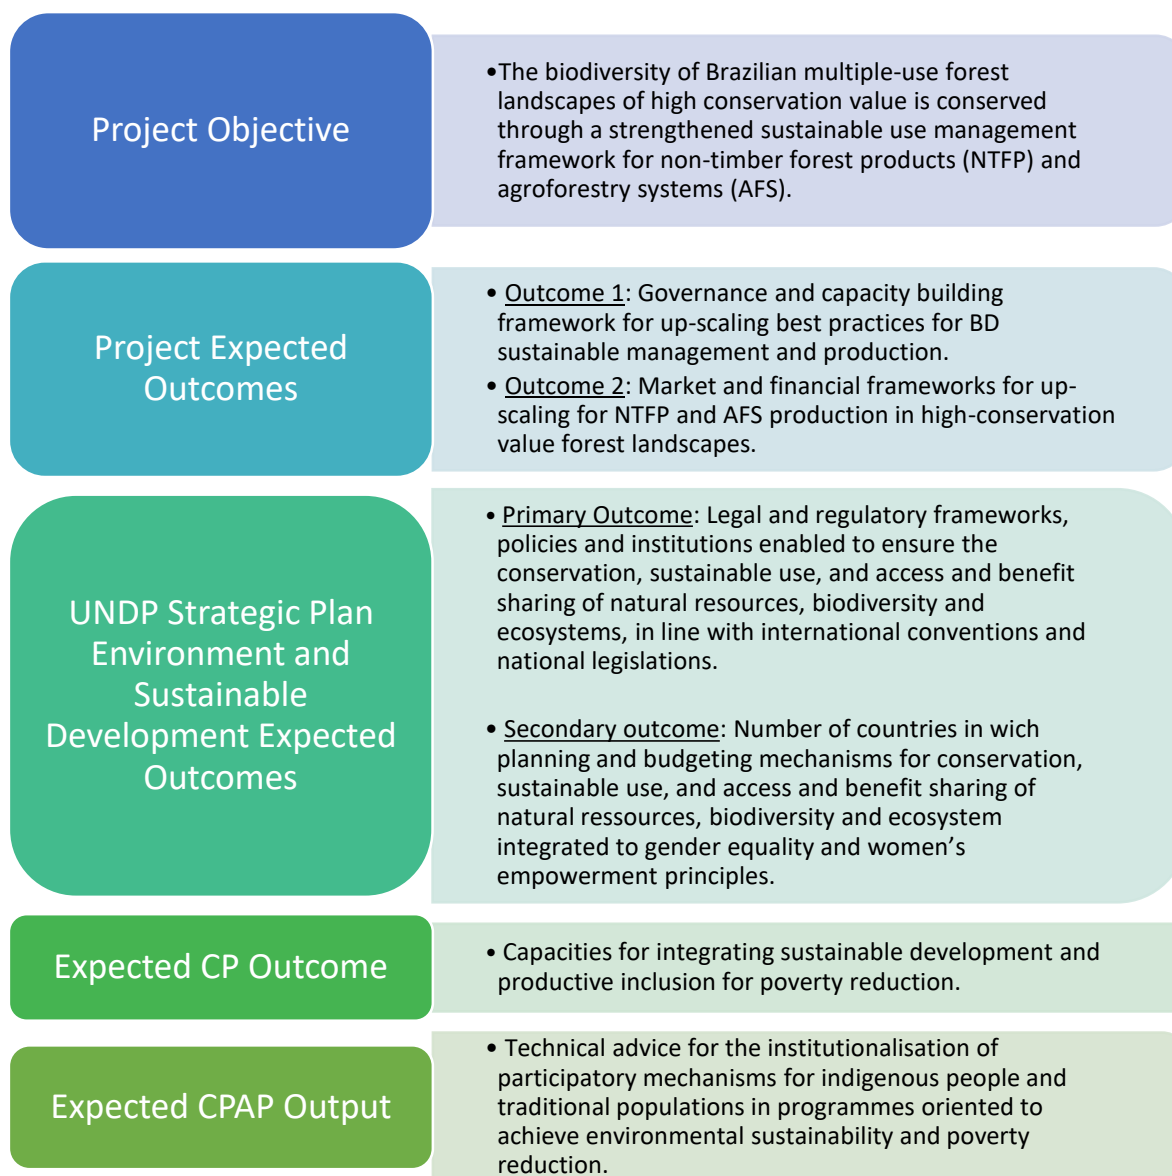 Project Objective
•The biodiversity of Brazilian multiple-use forest
landscapes of high conservation value is conserved
through a strengthened sustainable use management
framework for non-timber forest products (NTFP) and
agroforestry systems (AFS).
Project Expected
Outcomes
• Outcome 1: Governance and capacity building
framework for up-scaling best practices for BD
sustainable management and production.
• Outcome 2: Market and financial frameworks for up-
scaling for NTFP and AFS production in high-conservation
value forest landscapes.
UNDP Strategic Plan
Environment and
Sustainable
Development Expected
Outcomes
• Primary Outcome: Legal and regulatory frameworks,
policies and institutions enabled to ensure the
conservation, sustainable use, and access and benefit
sharing of natural resources, biodiversity and
ecosystems, in line with international conventions and
national legislations.
• Secondary outcome: Number of countries in wich
planning and budgeting mechanisms for conservation,
sustainable use, and access and benefit sharing of
natural ressources, biodiversity and ecosystem
integrated to gender equality and women’s
empowerment principles.
Expected CP Outcome
• Capacities for integrating sustainable development and
productive inclusion for poverty reduction.
Expected CPAP Output
• Technical advice for the institutionalisation of
participatory mechanisms for indigenous people and
traditional populations in programmes oriented to
achieve environmental sustainability and poverty
reduction.